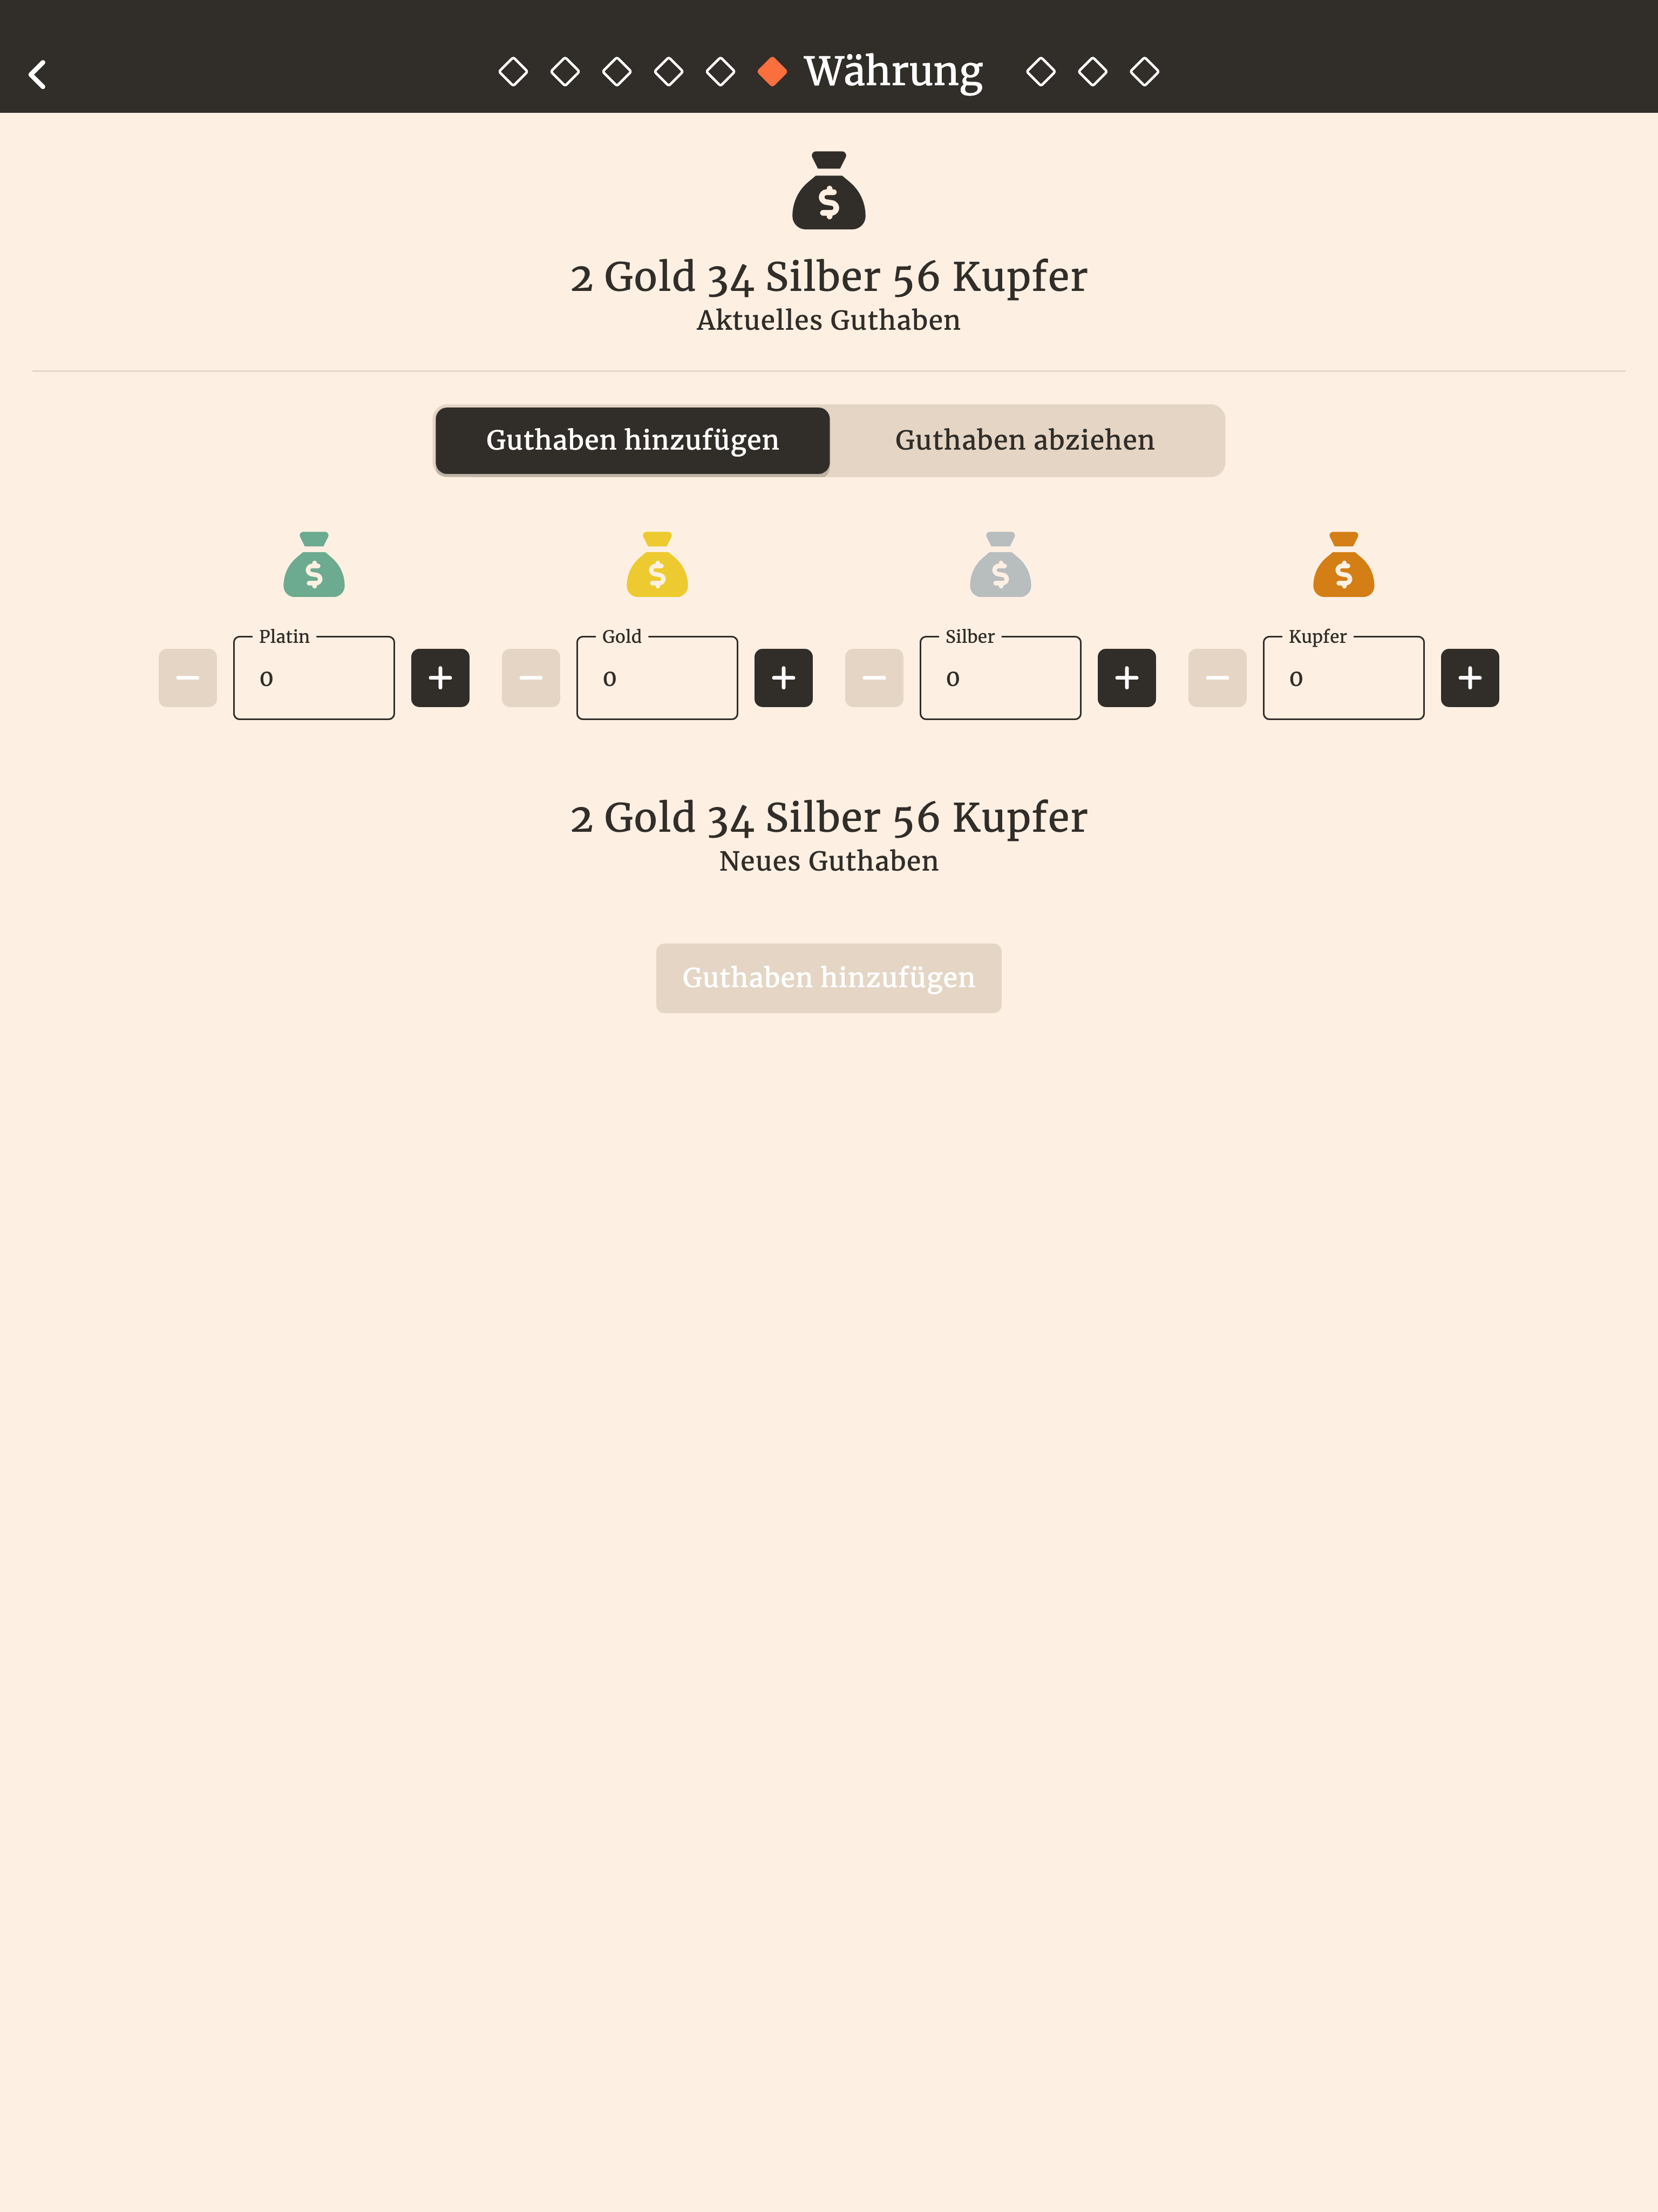 Währung
$
2 Gold 34 Silber 56 Kupfer
Aktuelles Guthaben
Guthaben hinzufügen Guthaben abziehen
$ $ $ $
Platin Gold Silber Kupfer
0 0 0 0
2 Gold 34 Silber 56 Kupfer
Neues Guthaben
Guthaben hinzufügen